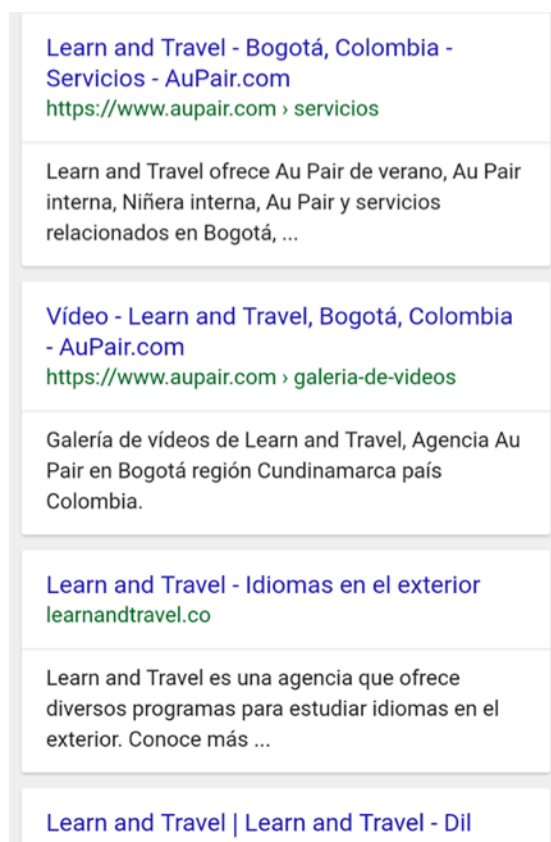 Learn and Travel - Bogotá, Colombia -
Servicios - AuPair.com
https://www.aupair.com › servicios
Learn and Travel ofrece Au Pair de verano, Au Pair
interna, Niñera interna, Au Pair y servicios
relacionados en Bogotá, ...
Vídeo - Learn and Travel, Bogotá, Colombia
- AuPair.com
https://www.aupair.com › galeria-de-videos
Galería de vídeos de Learn and Travel, Agencia Au
Pair en Bogotá región Cundinamarca país
Colombia.
Learn and Travel - Idiomas en el exterior
learnandtravel.co
Learn and Travel es una agencia que ofrece
diversos programas para estudiar idiomas en el
exterior. Conoce más ...
Learn and Travel | Learn and Travel - Dil